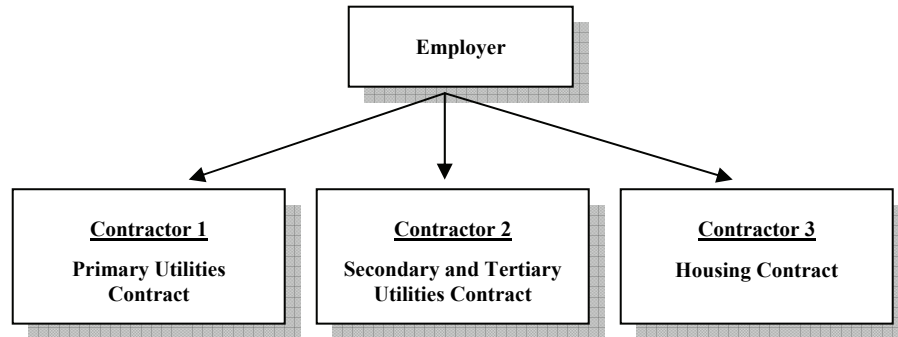 Employer
Contractor 1
Primary Utilities
Contract
Contractor 2
Secondary and Tertiary
Utilities Contract
Contractor 3
Housing Contract